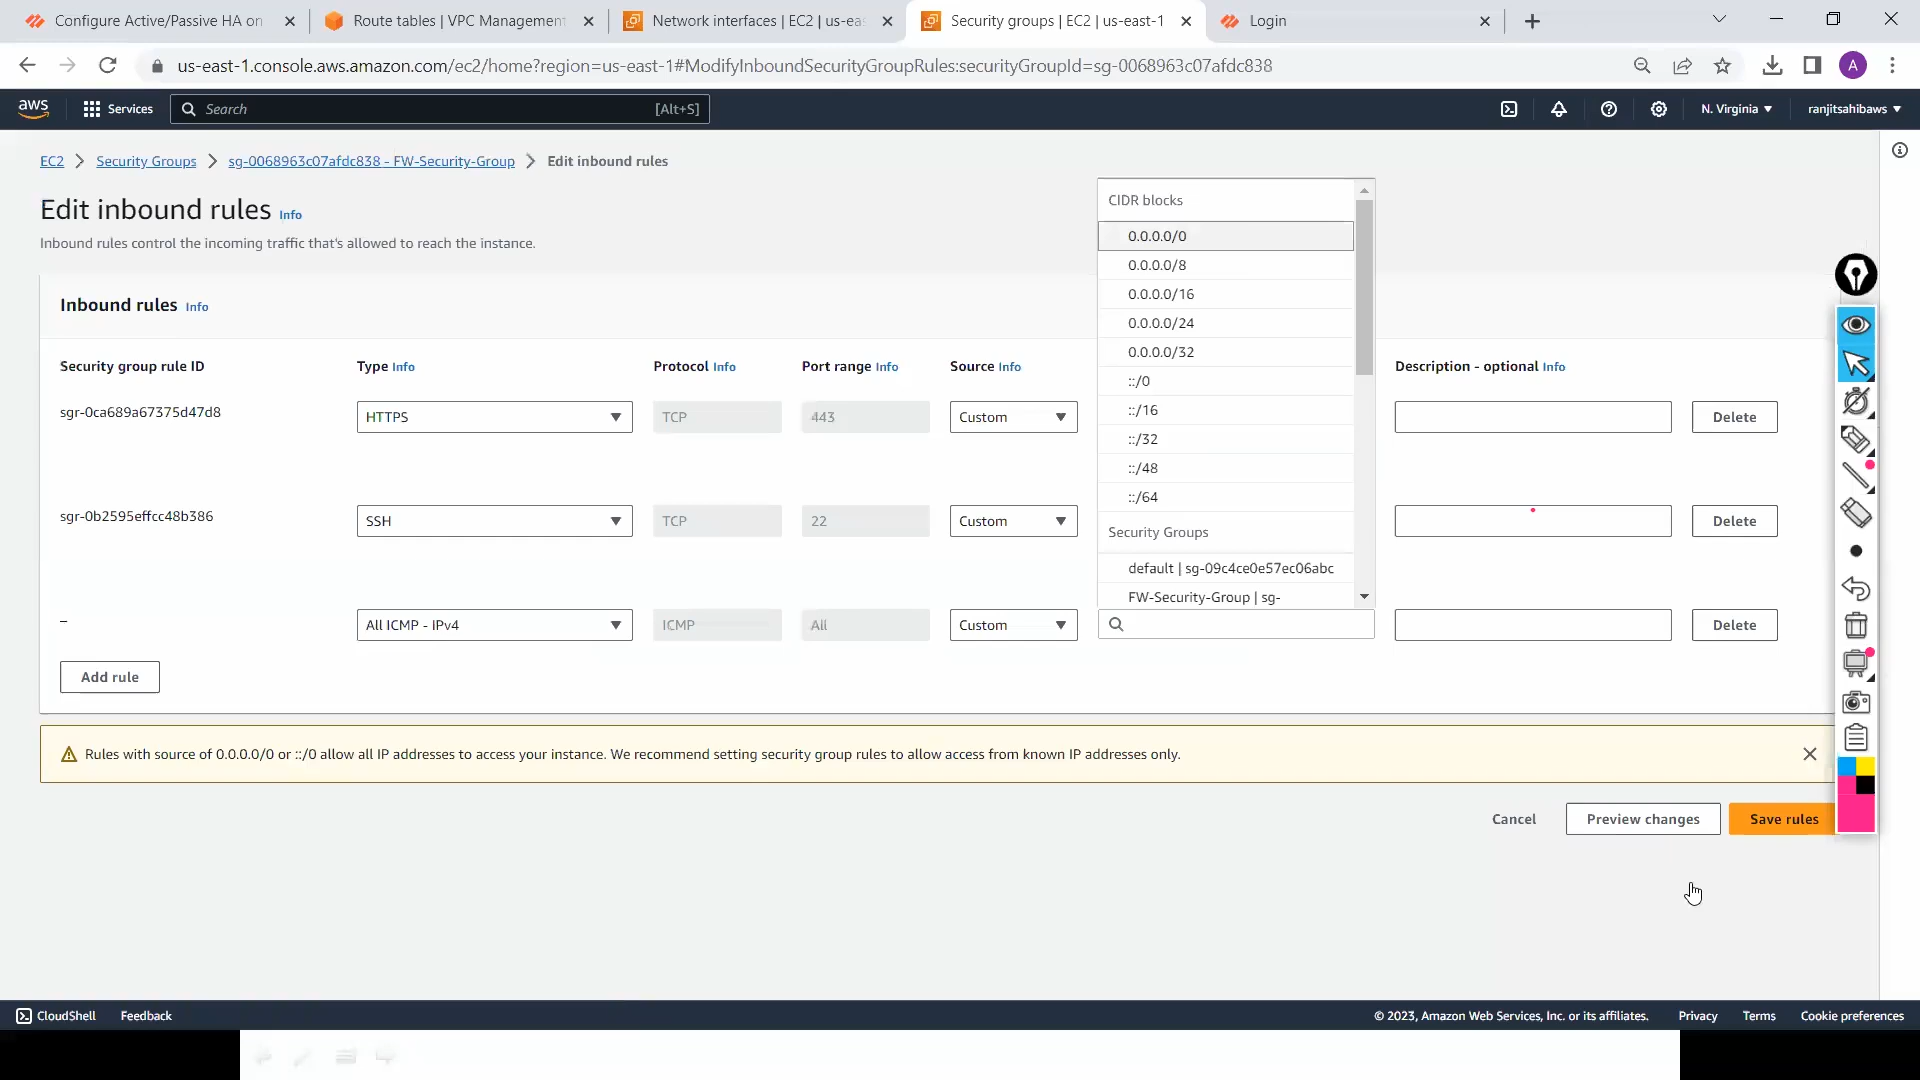 Configure Active/Passive HA on
Route tables | VPC Management
Network interfaces | EC2 | us-eas
Security groups | EC2 | us-east-1
Login
us-east-1.console.aws.amazon.com/ec2/home?region=us-east-1#ModifyInboundSecurityGroupRules:securityGroupId=sg-0068963c07afdc838
A
aws
Services
Search
[Alt+S]
N. Virginia
ranjitsahibaws
EC2
Security Groups
sg-0068963c07afdc838 - FW-Security-Group
Edit inbound rules
Edit inbound rules Info
Inbound rules control the incoming traffic that's allowed to reach the instance.
Inbound rules Info
Security group rule ID
Type Info
Protocol Info
Port range Info
Source Info
Description - optional Info
sgr-0ca689a67375d47d8
HTTPS
TCP
443
Custom
Delete
sgr-0b2595effcc48b386
SSH
TCP
22
Custom
Delete
–
All ICMP - IPv4
ICMP
All
Custom
Delete
CIDR blocks
0.0.0.0/0
0.0.0.0/8
0.0.0.0/16
0.0.0.0/24
0.0.0.0/32
::/0
::/16
::/32
::/48
::/64
Security Groups
default | sg-09c4ce0e57ec06abc
FW-Security-Group | sg-
Add rule
Rules with source of 0.0.0.0/0 or ::/0 allow all IP addresses to access your instance. We recommend setting security group rules to allow access from known IP addresses only.
Cancel
Preview changes
Save rules
CloudShell
Feedback
© 2023, Amazon Web Services, Inc. or its affiliates.
Privacy
Terms
Cookie preferences